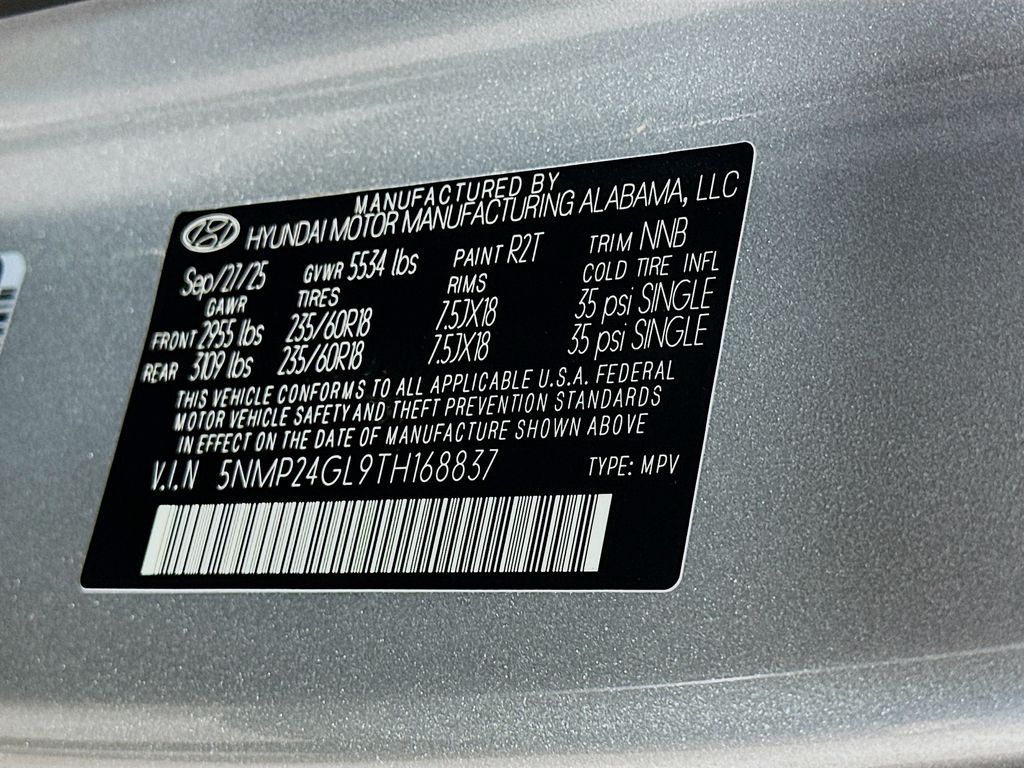 MANUFACTURED BY
HYUNDAI MOTOR MANUFACTURING ALABAMA, LLC
Sep/27/25 GVWR 5534 lbs PAINT R2T TRIM NNB
GAWR TIRES RIMS COLD TIRE INFL
FRONT 2955 lbs 235/60R18 7.5JX18 35 psi SINGLE
REAR 3109 lbs 235/60R18 7.5JX18 35 psi SINGLE
THIS VEHICLE CONFORMS TO ALL APPLICABLE U.S.A. FEDERAL
MOTOR VEHICLE SAFETY AND THEFT PREVENTION STANDARDS
IN EFFECT ON THE DATE OF MANUFACTURE SHOWN ABOVE
V.I.N 5NMP24GL9TH168837 TYPE: MPV